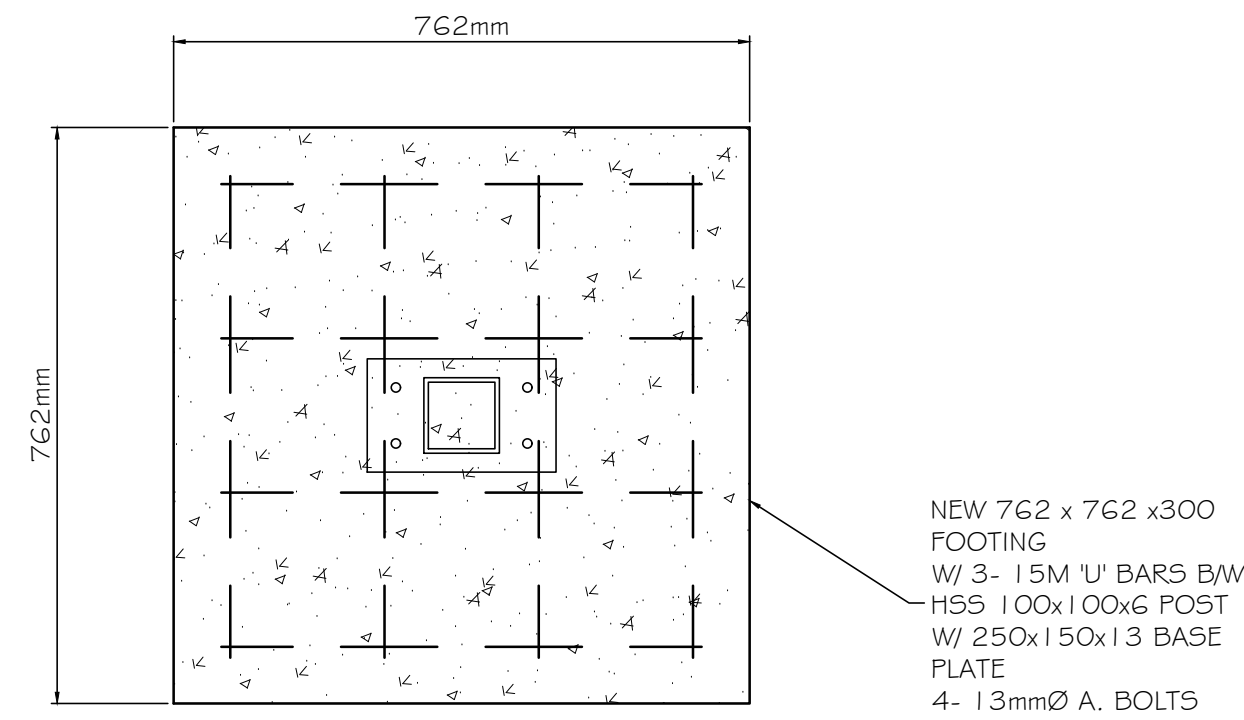 762mm
762mm
NEW 762 x 762 x300
FOOTING
W/ 3- 15M 'U' BARS B/W
HSS 100x100x6 POST
W/ 250x150x13 BASE
PLATE
4- 13mmØ A. BOLTS